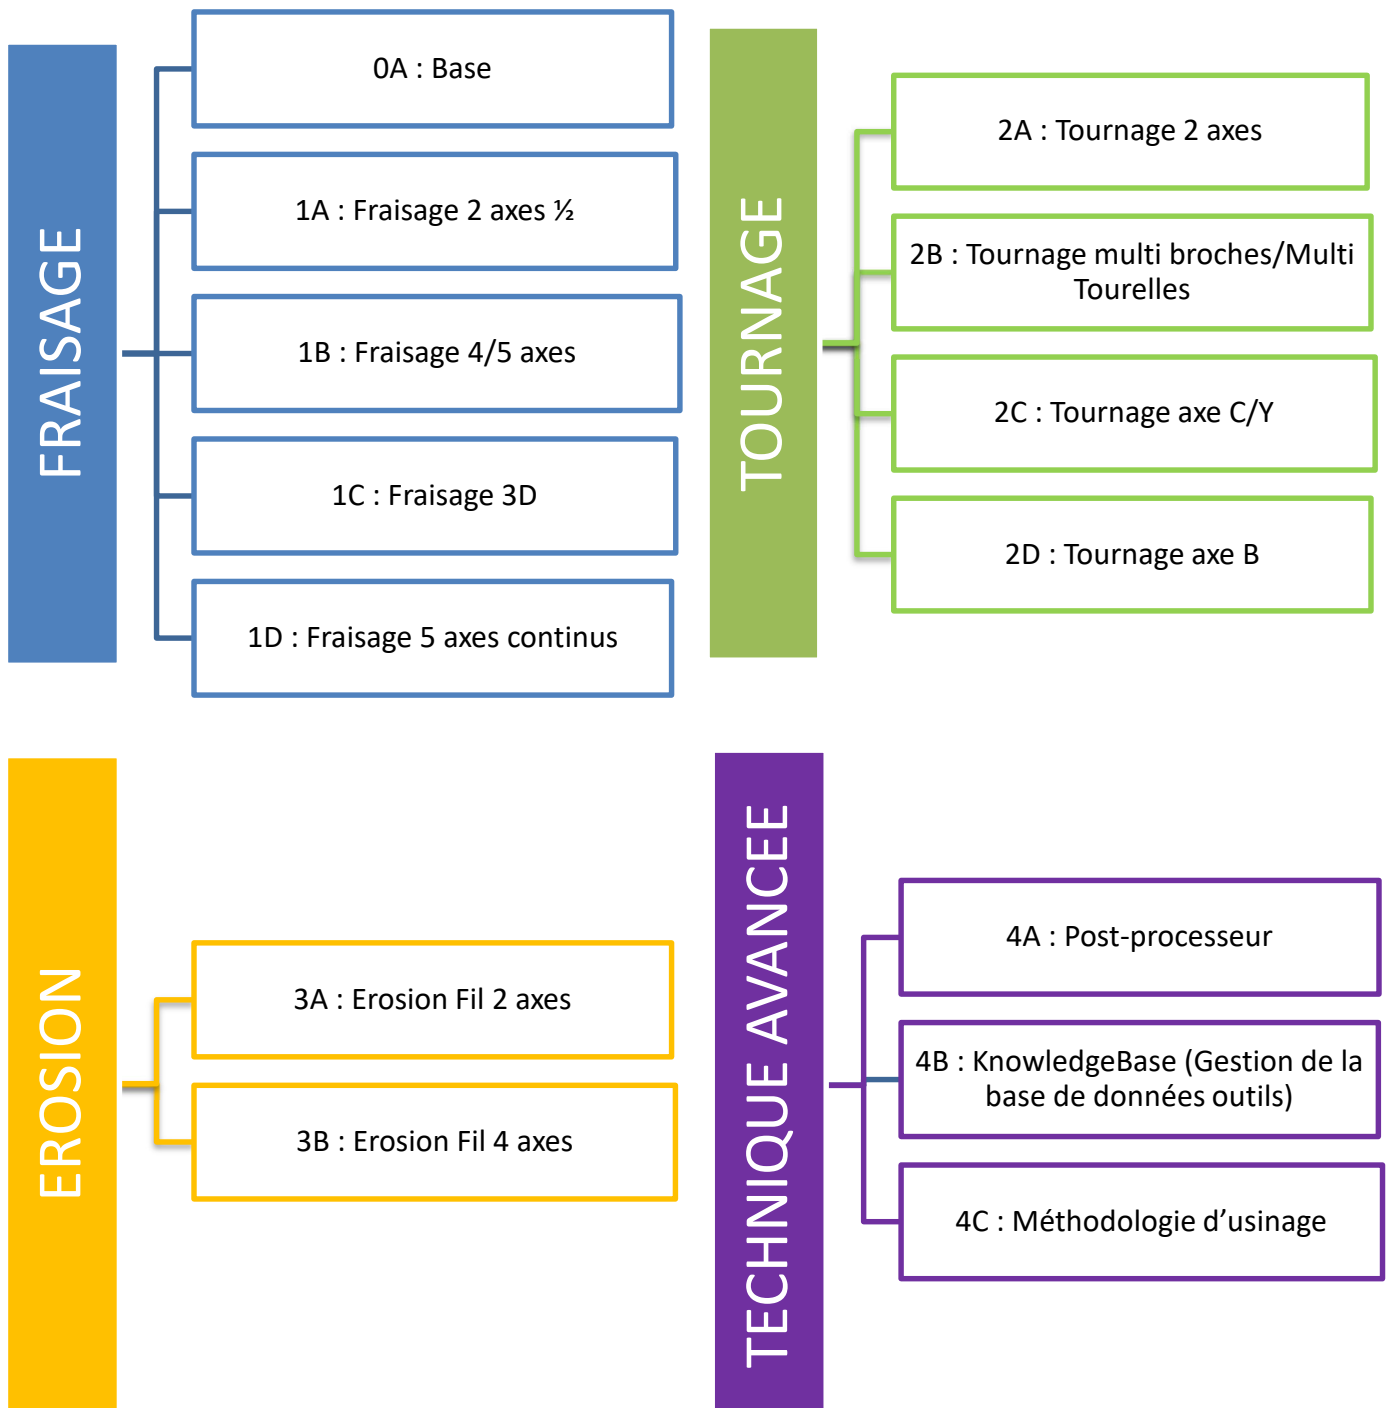 FRAISAGE
0A : Base
1A : Fraisage 2 axes ½
1B : Fraisage 4/5 axes
1C : Fraisage 3D
1D : Fraisage 5 axes continus
TOURNAGE
2A : Tournage 2 axes
2B : Tournage multi broches/Multi
Tourelles
2C : Tournage axe C/Y
2D : Tournage axe B
EROSION
3A : Erosion Fil 2 axes
3B : Erosion Fil 4 axes
TECHNIQUE AVANCEE
4A : Post-processeur
4B : KnowledgeBase (Gestion de la
base de données outils)
4C : Méthodologie d’usinage